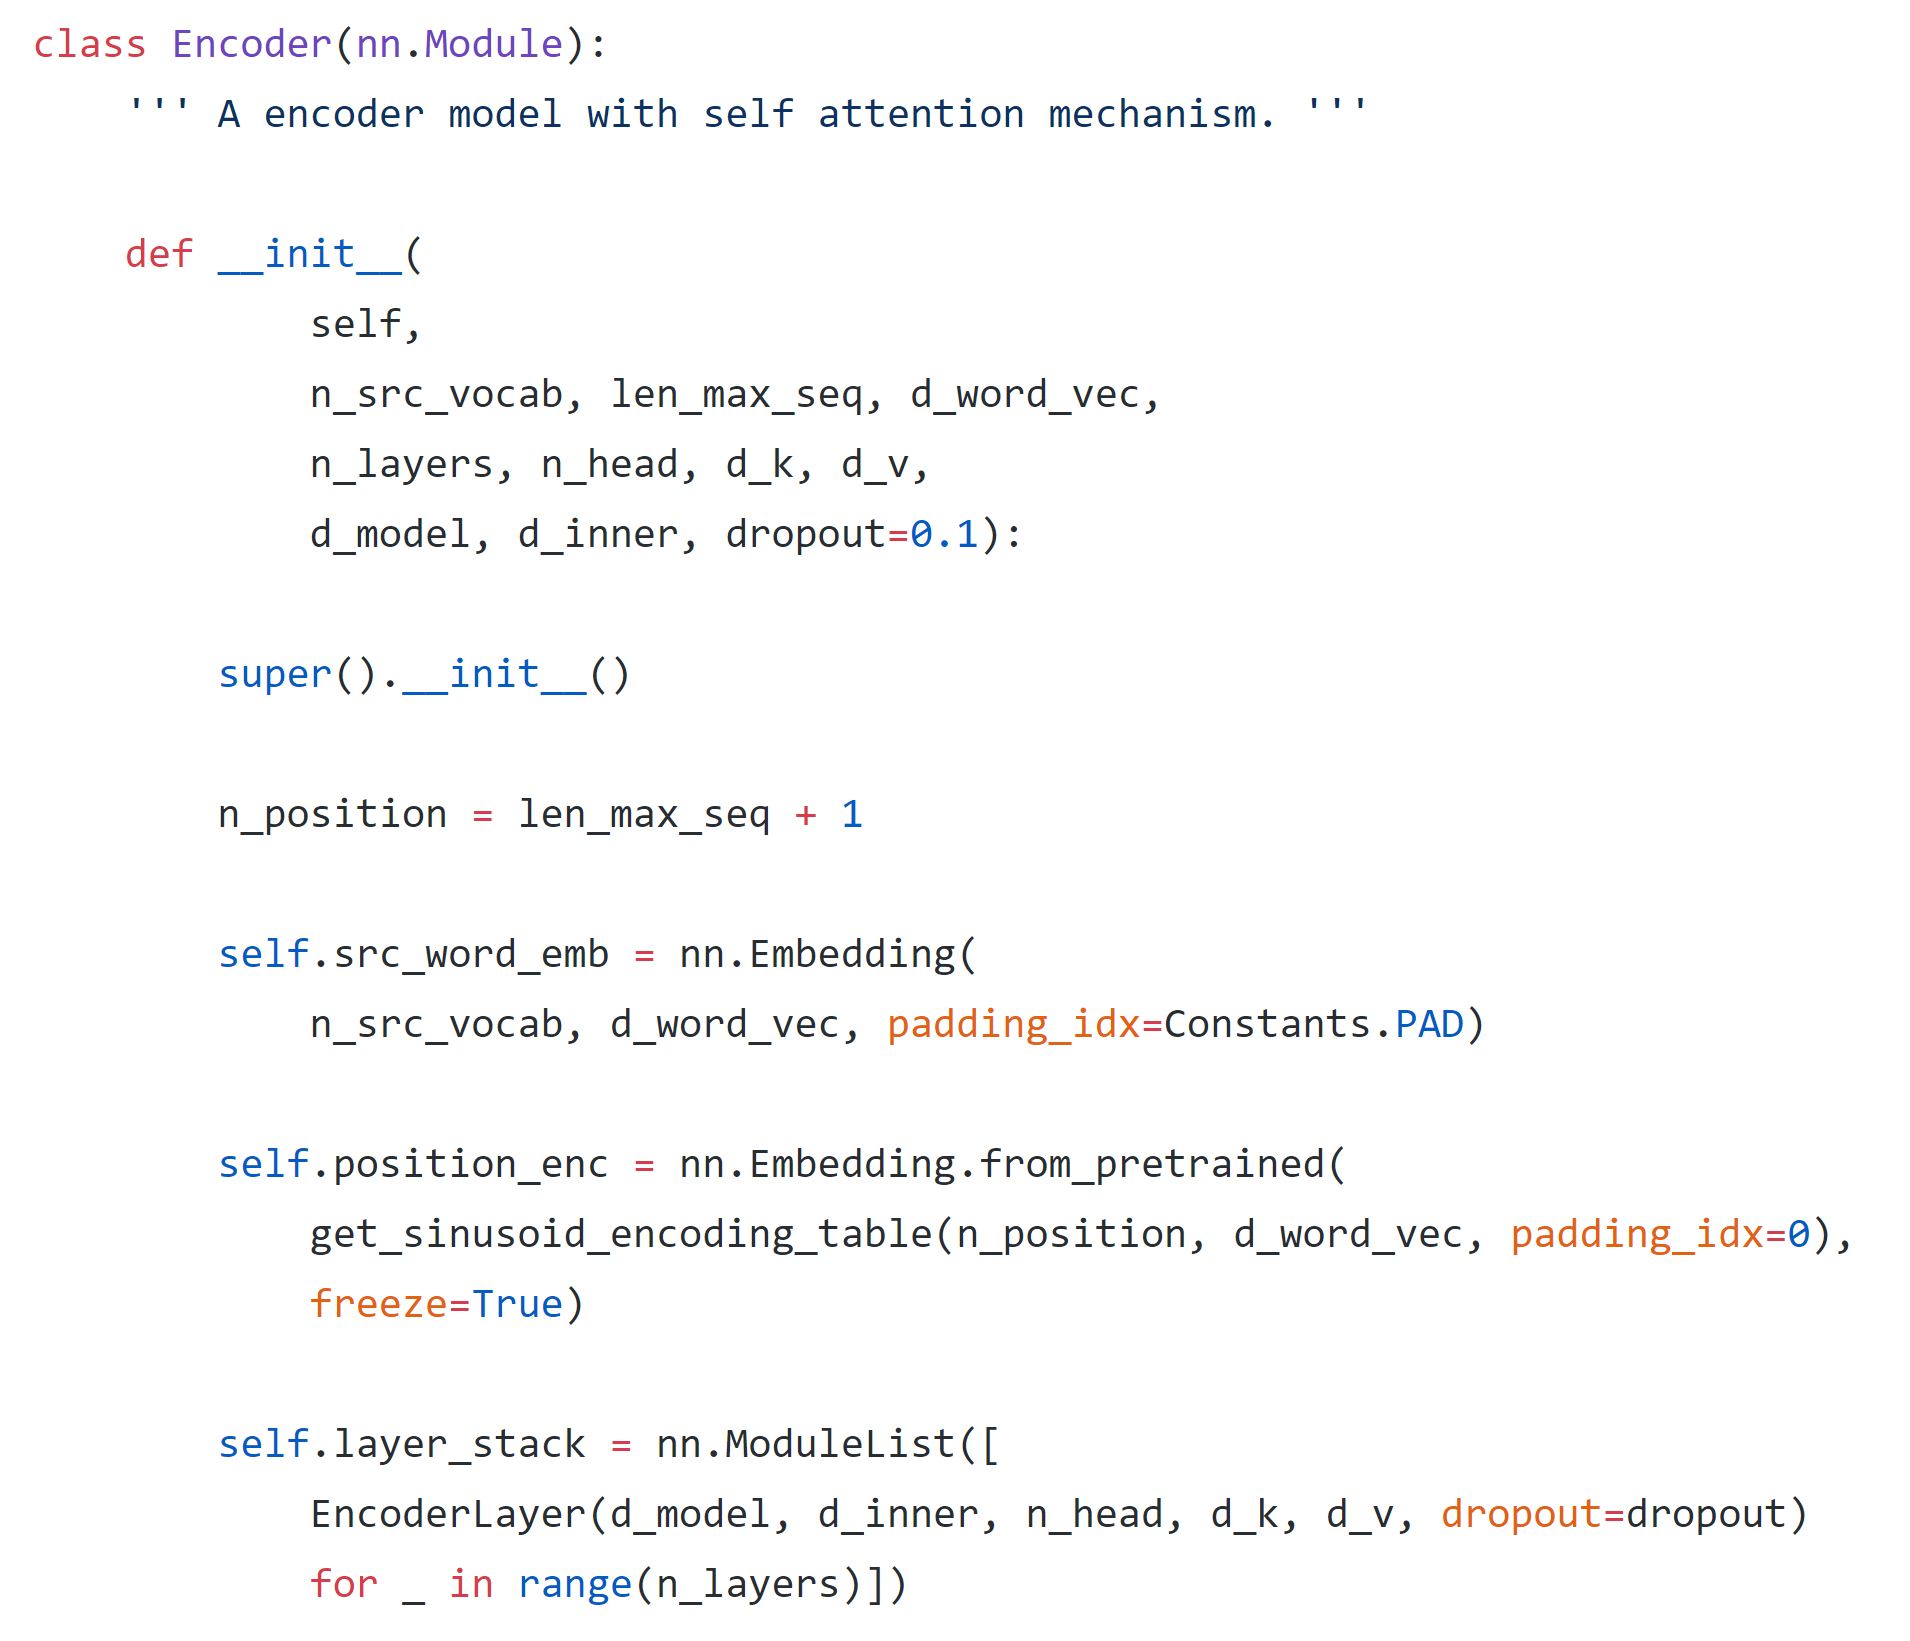 class Encoder(nn.Module):
    ''' A encoder model with self attention mechanism. '''

    def __init__(
            self,
            n_src_vocab, len_max_seq, d_word_vec,
            n_layers, n_head, d_k, d_v,
            d_model, d_inner, dropout=0.1):

        super().__init__()

        n_position = len_max_seq + 1

        self.src_word_emb = nn.Embedding(
            n_src_vocab, d_word_vec, padding_idx=Constants.PAD)

        self.position_enc = nn.Embedding.from_pretrained(
            get_sinusoid_encoding_table(n_position, d_word_vec, padding_idx=0),
            freeze=True)

        self.layer_stack = nn.ModuleList([
            EncoderLayer(d_model, d_inner, n_head, d_k, d_v, dropout=dropout)
            for _ in range(n_layers)])